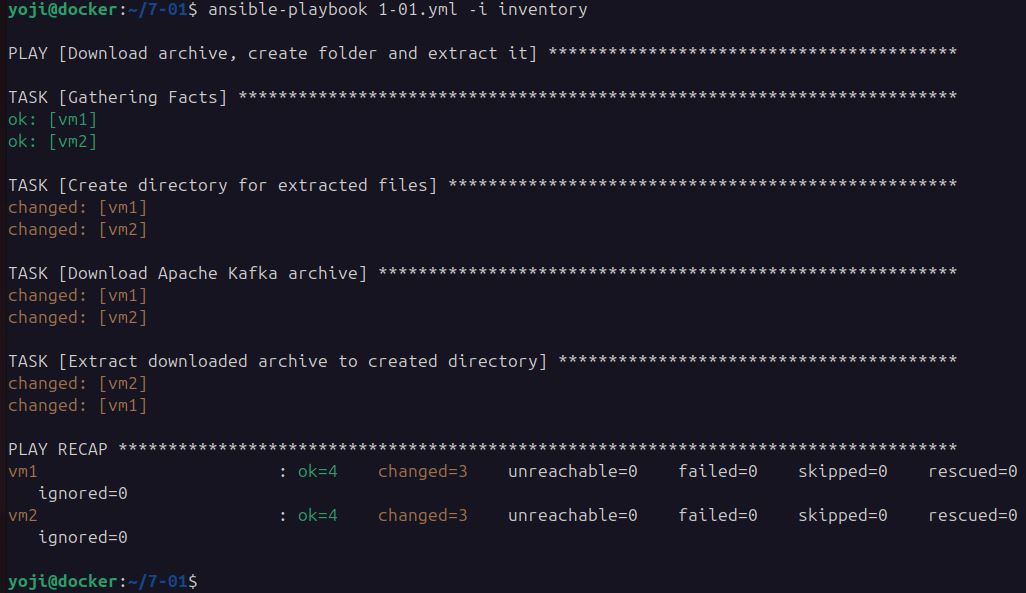 yoji@docker:~/7-01$ ansible-playbook 1-01.yml -i inventory
PLAY [Download archive, create folder and extract it] *****************************************
TASK [Gathering Facts] ************************************************************************
ok: [vm1]
ok: [vm2]
TASK [Create directory for extracted files] ***************************************************
changed: [vm1]
changed: [vm2]
TASK [Download Apache Kafka archive] **********************************************************
changed: [vm1]
changed: [vm2]
TASK [Extract downloaded archive to created directory] ****************************************
changed: [vm2]
changed: [vm1]
PLAY RECAP ************************************************************************************
vm1                        : ok=4    changed=3    unreachable=0    failed=0    skipped=0    rescued=0
   ignored=0
vm2                        : ok=4    changed=3    unreachable=0    failed=0    skipped=0    rescued=0
   ignored=0
yoji@docker:~/7-01$